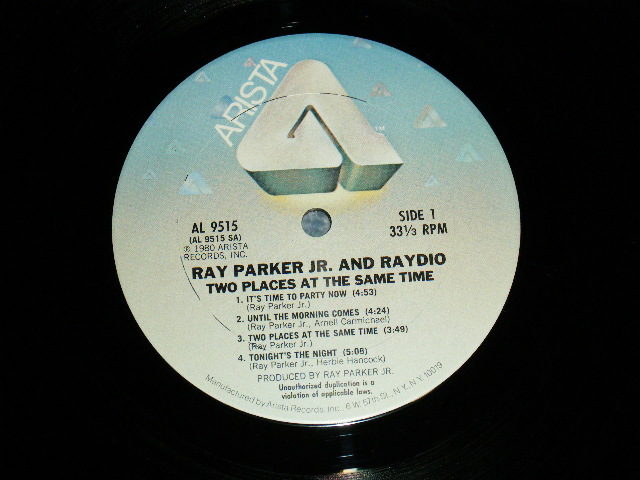 ARISTA
TM
AL 9515
(AL 9515 SA)
℗ 1980 ARISTA
RECORDS, INC.
SIDE 1
33⅓ RPM
RAY PARKER JR. AND RAYDIO
TWO PLACES AT THE SAME TIME
1. IT'S TIME TO PARTY NOW (4:53)
(Ray Parker Jr.)
2. UNTIL THE MORNING COMES (4:24)
(Ray Parker Jr., Arnell Carmichael)
3. TWO PLACES AT THE SAME TIME (3:49)
(Ray Parker Jr.)
4. TONIGHT'S THE NIGHT (5:08)
(Ray Parker Jr., Herbie Hancock)
PRODUCED BY RAY PARKER JR.
Unauthorized duplication is a
violation of applicable laws.
Manufactured by Arista Records, Inc., 6 W. 57th St., N.Y., N.Y. 10019